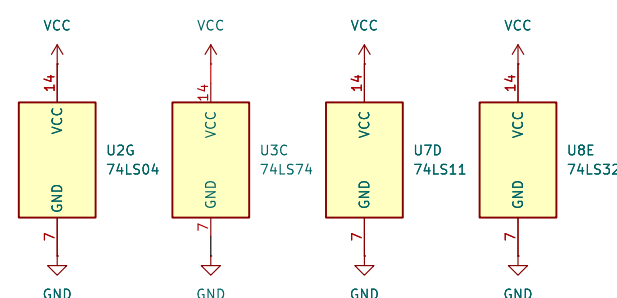 VCC VCC VCC VCC
14 14 14 14
VCC VCC VCC VCC
U2G U3C U7D U8E
74LS04 74LS74 74LS11 74LS32
GND GND GND GND
7 7 7 7
GND GND GND GND